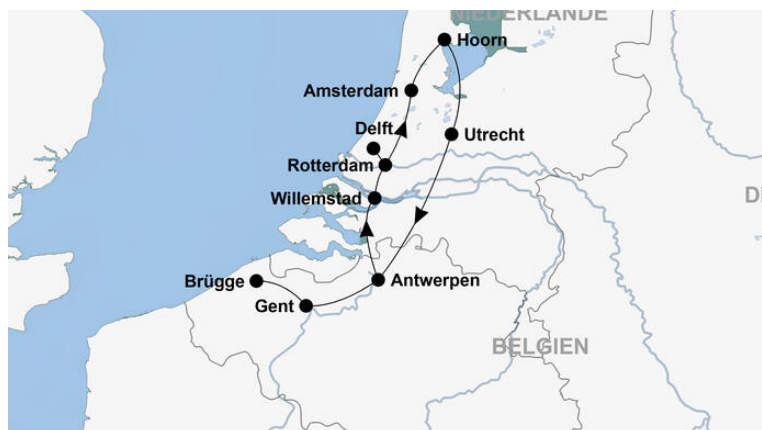 NIEDERLANDE
Hoorn
Amsterdam
Delft
Utrecht
Rotterdam
Willemstad
Brügge
Antwerpen
Gent
BELGIEN